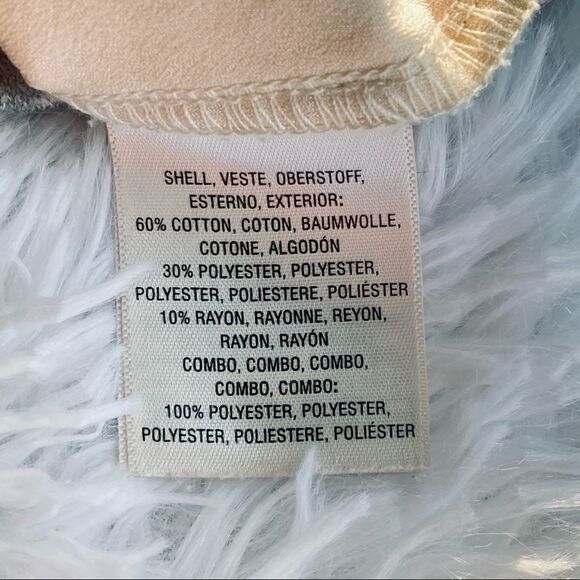 SHELL, VESTE, OBERSTOFF,
ESTERNO, EXTERIOR:
60% COTTON, COTON, BAUMWOLLE,
COTONE, ALGODÓN
30% POLYESTER, POLYESTER,
POLYESTER, POLIESTERE, POLIÉSTER
10% RAYON, RAYONNE, REYON,
RAYON, RAYÓN
COMBO, COMBO, COMBO,
COMBO, COMBO:
100% POLYESTER, POLYESTER,
POLYESTER, POLIESTERE, POLIÉSTER